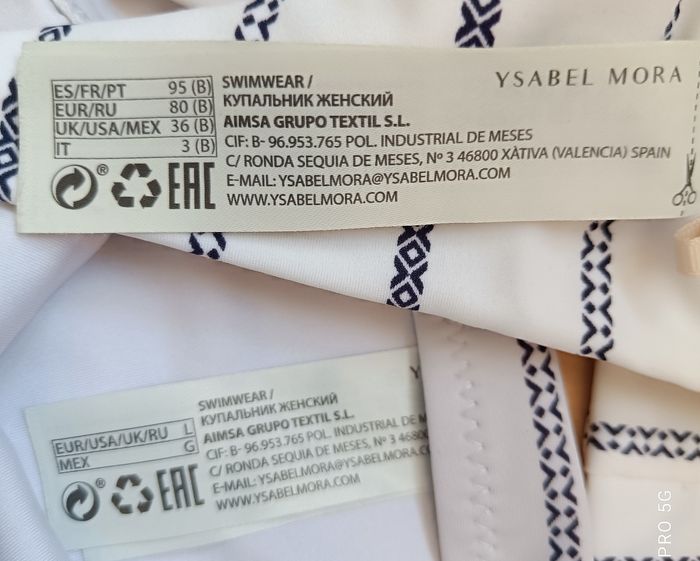 ES/FR/PT 95 (B)
EUR/RU 80 (B)
UK/USA/MEX 36 (B)
IT 3 (B)
® EAC
SWIMWEAR /
КУПАЛЬНИК ЖЕНСКИЙ
AIMSA GRUPO TEXTIL S.L.
CIF: B- 96.953.765 POL. INDUSTRIAL DE MESES
C/ RONDA SEQUIA DE MESES, Nº 3 46800 XÀTIVA (VALENCIA) SPAIN
E-MAIL: YSABELMORA@YSABELMORA.COM
WWW.YSABELMORA.COM
YSABEL MORA
EUR/USA/UK/RU L
MEX G
® EAC
SWIMWEAR /
КУПАЛЬНИК ЖЕНСКИЙ
AIMSA GRUPO TEXTIL S.L.
CIF: B- 96.953.765 POL. INDUSTRIAL DE M
C/ RONDA SEQUIA DE MESES, Nº 3 46800
E-MAIL: YSABELMORA@YSABELMORA.CO
WWW.YSABELMORA.COM
Y
PRO 5G